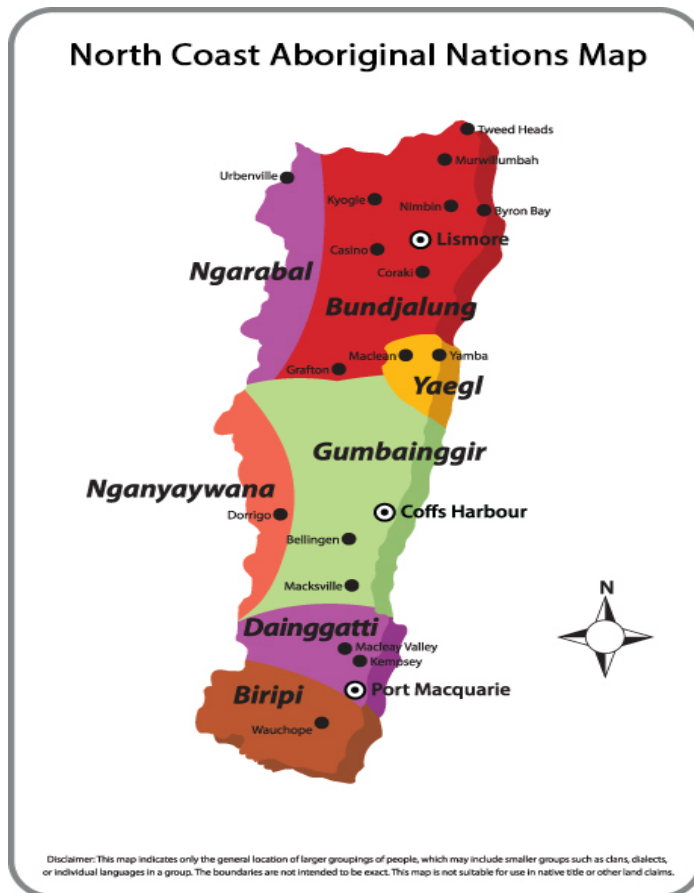 North Coast Aboriginal Nations Map
Tweed Heads
Murwillumbah
Urbenville
Kyogle
Nimbin
Byron Bay
Lismore
Casino
Ngarabal
Coraki
Bundjalung
Maclean
Yamba
Grafton
Yaegl
Gumbainggir
Nganyaywana
Dorrigo
Coffs Harbour
Bellingen
Macksville
N
Dainggatti
Macleay Valley
Kempsey
Biripi
Port Macquarie
Wauchope
Disclaimer: This map indicates only the general location of larger groupings of people, which may include smaller groups such as clans, dialects,
or individual languages in a group. The boundaries are not intended to be exact. This map is not suitable for use in native title or other land claims.